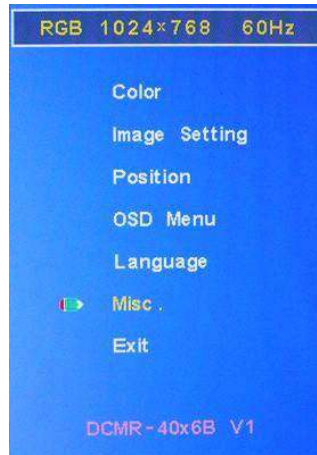 RGB 1024×768 60Hz
Color
Image Setting
Position
OSD Menu
Language
Misc.
Exit
DCMR-40x6B V1